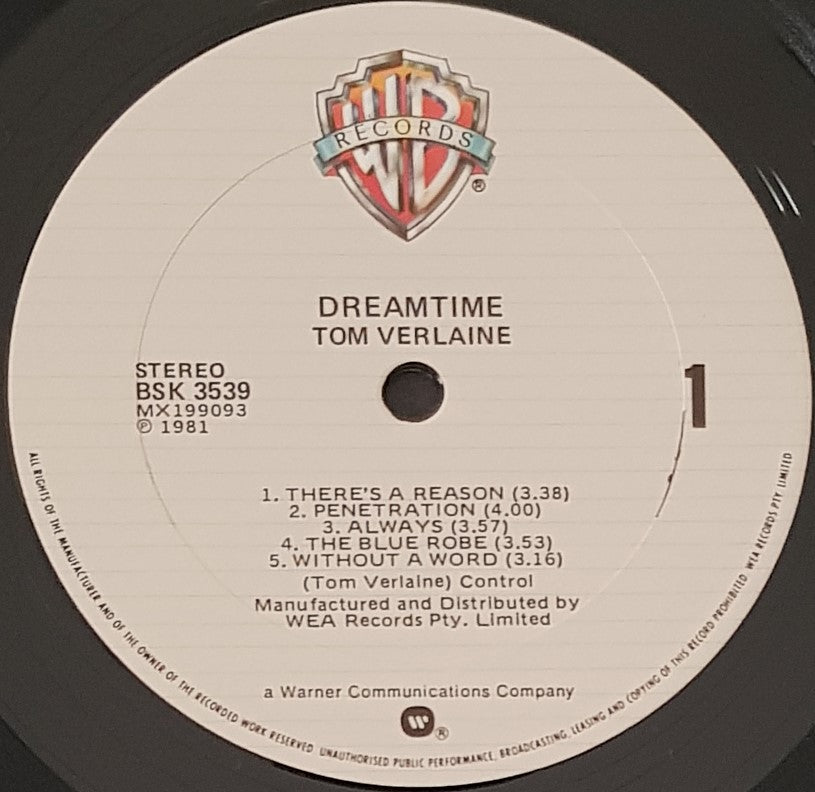 WB
RECORDS
®
DREAMTIME
TOM VERLAINE
STEREO
BSK 3539
MX199093
℗ 1981
1
1. THERE'S A REASON (3.38)
2. PENETRATION (4.00)
3. ALWAYS (3.57)
4. THE BLUE ROBE (3.53)
5. WITHOUT A WORD (3.16)
(Tom Verlaine) Control
Manufactured and Distributed by
WEA Records Pty. Limited
a Warner Communications Company
W ®
ALL RIGHTS OF THE MANUFACTURER AND OF THE OWNER OF THE RECORDED WORK RESERVED. UNAUTHORISED PUBLIC PERFORMANCE, BROADCASTING, LEASING AND COPYING OF THIS RECORD PROHIBITED. WEA RECORDS PTY. LIMITED